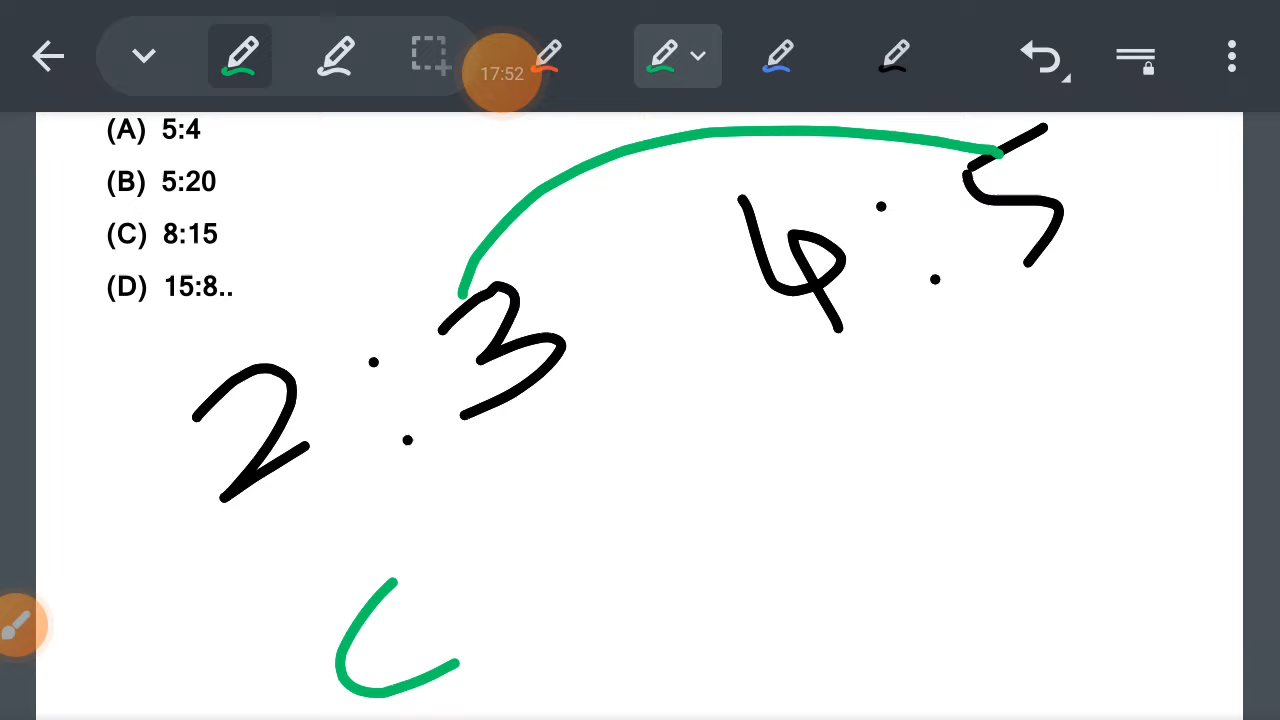 17:52
(A) 5:4
(B) 5:20
(C) 8:15
(D) 15:8..
4 : 5
2 : 3